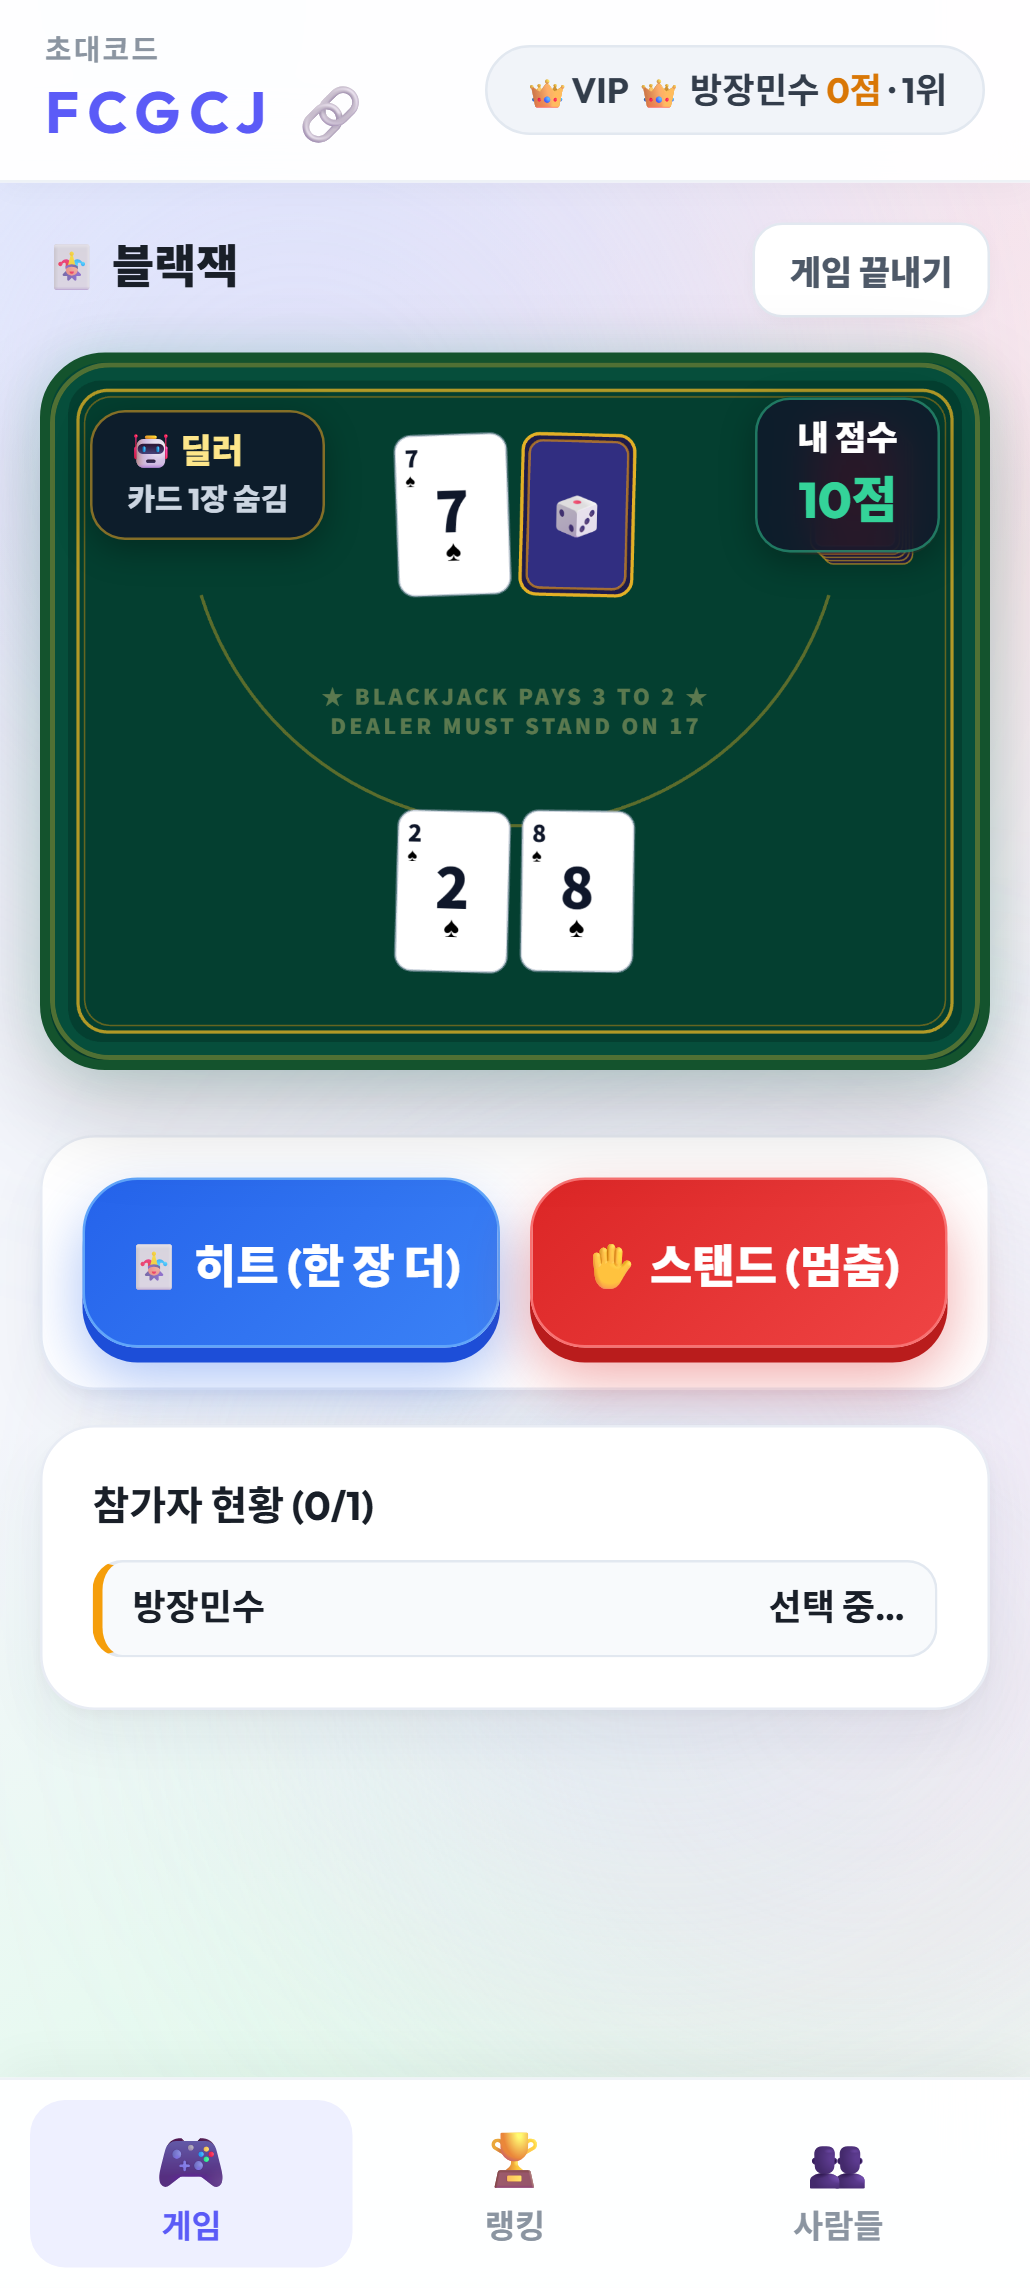 초대코드
FCGCJ
VIP 방장민수 0점·1위
블랙잭
게임 끝내기
딜러
카드 1장 숨김
7
7
내 점수
10점
★ BLACKJACK PAYS 3 TO 2 ★
DEALER MUST STAND ON 17
2
2
8
8
히트 (한 장 더)
스탠드 (멈춤)
참가자 현황 (0/1)
방장민수
선택 중...
게임
랭킹
사람들